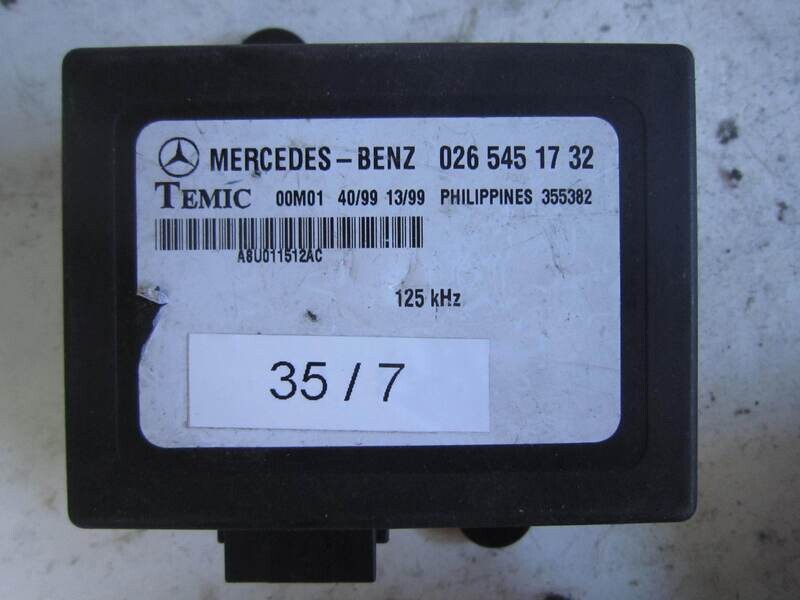 MERCEDES-BENZ 026 545 17 32
TEMIC 00M01 40/99 13/99 PHILIPPINES 355382
A8U011512AC
125 kHz
35 / 7